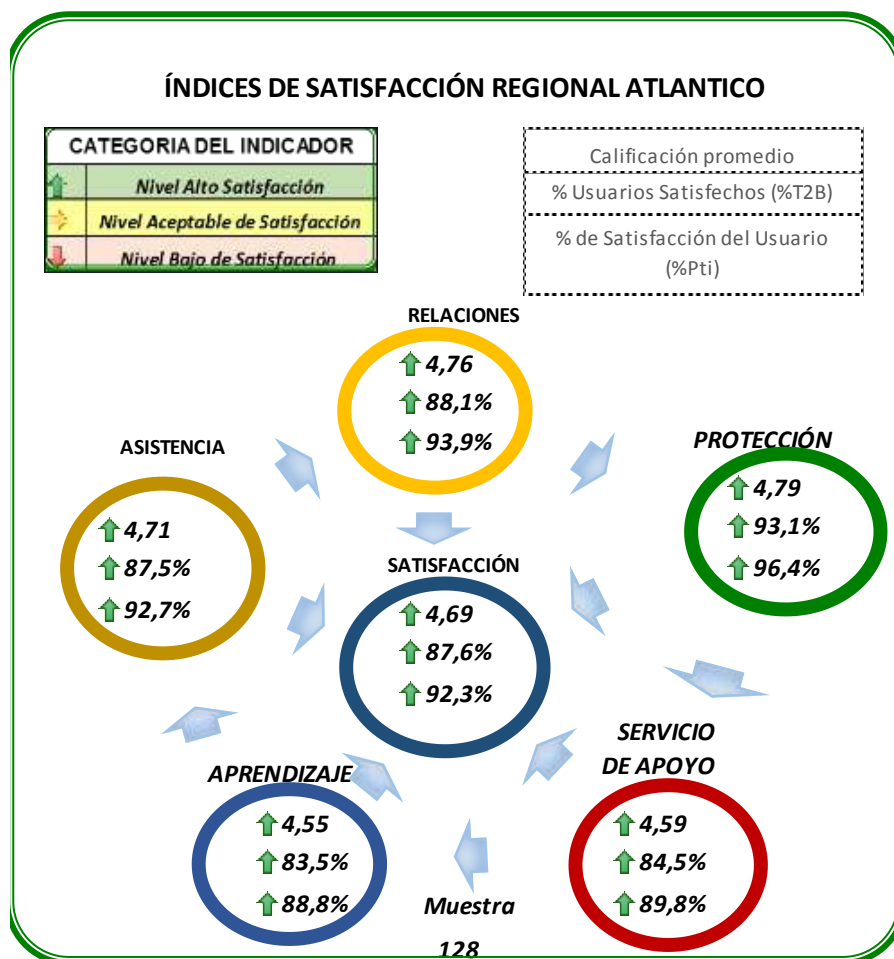 ÍNDICES DE SATISFACCIÓN REGIONAL ATLANTICO
CATEGORIA DEL INDICADOR
Nivel Alto Satisfacción
Nivel Aceptable de Satisfacción
Nivel Bajo de Satisfacción
Calificación promedio
% Usuarios Satisfechos (%T2B)
% de Satisfacción del Usuario
(%Pti)
RELACIONES
4,76
88,1%
93,9%
ASISTENCIA
4,71
87,5%
92,7%
PROTECCIÓN
4,79
93,1%
96,4%
SATISFACCIÓN
4,69
87,6%
92,3%
APRENDIZAJE
4,55
83,5%
88,8%
SERVICIO
DE APOYO
4,59
84,5%
89,8%
Muestra
128